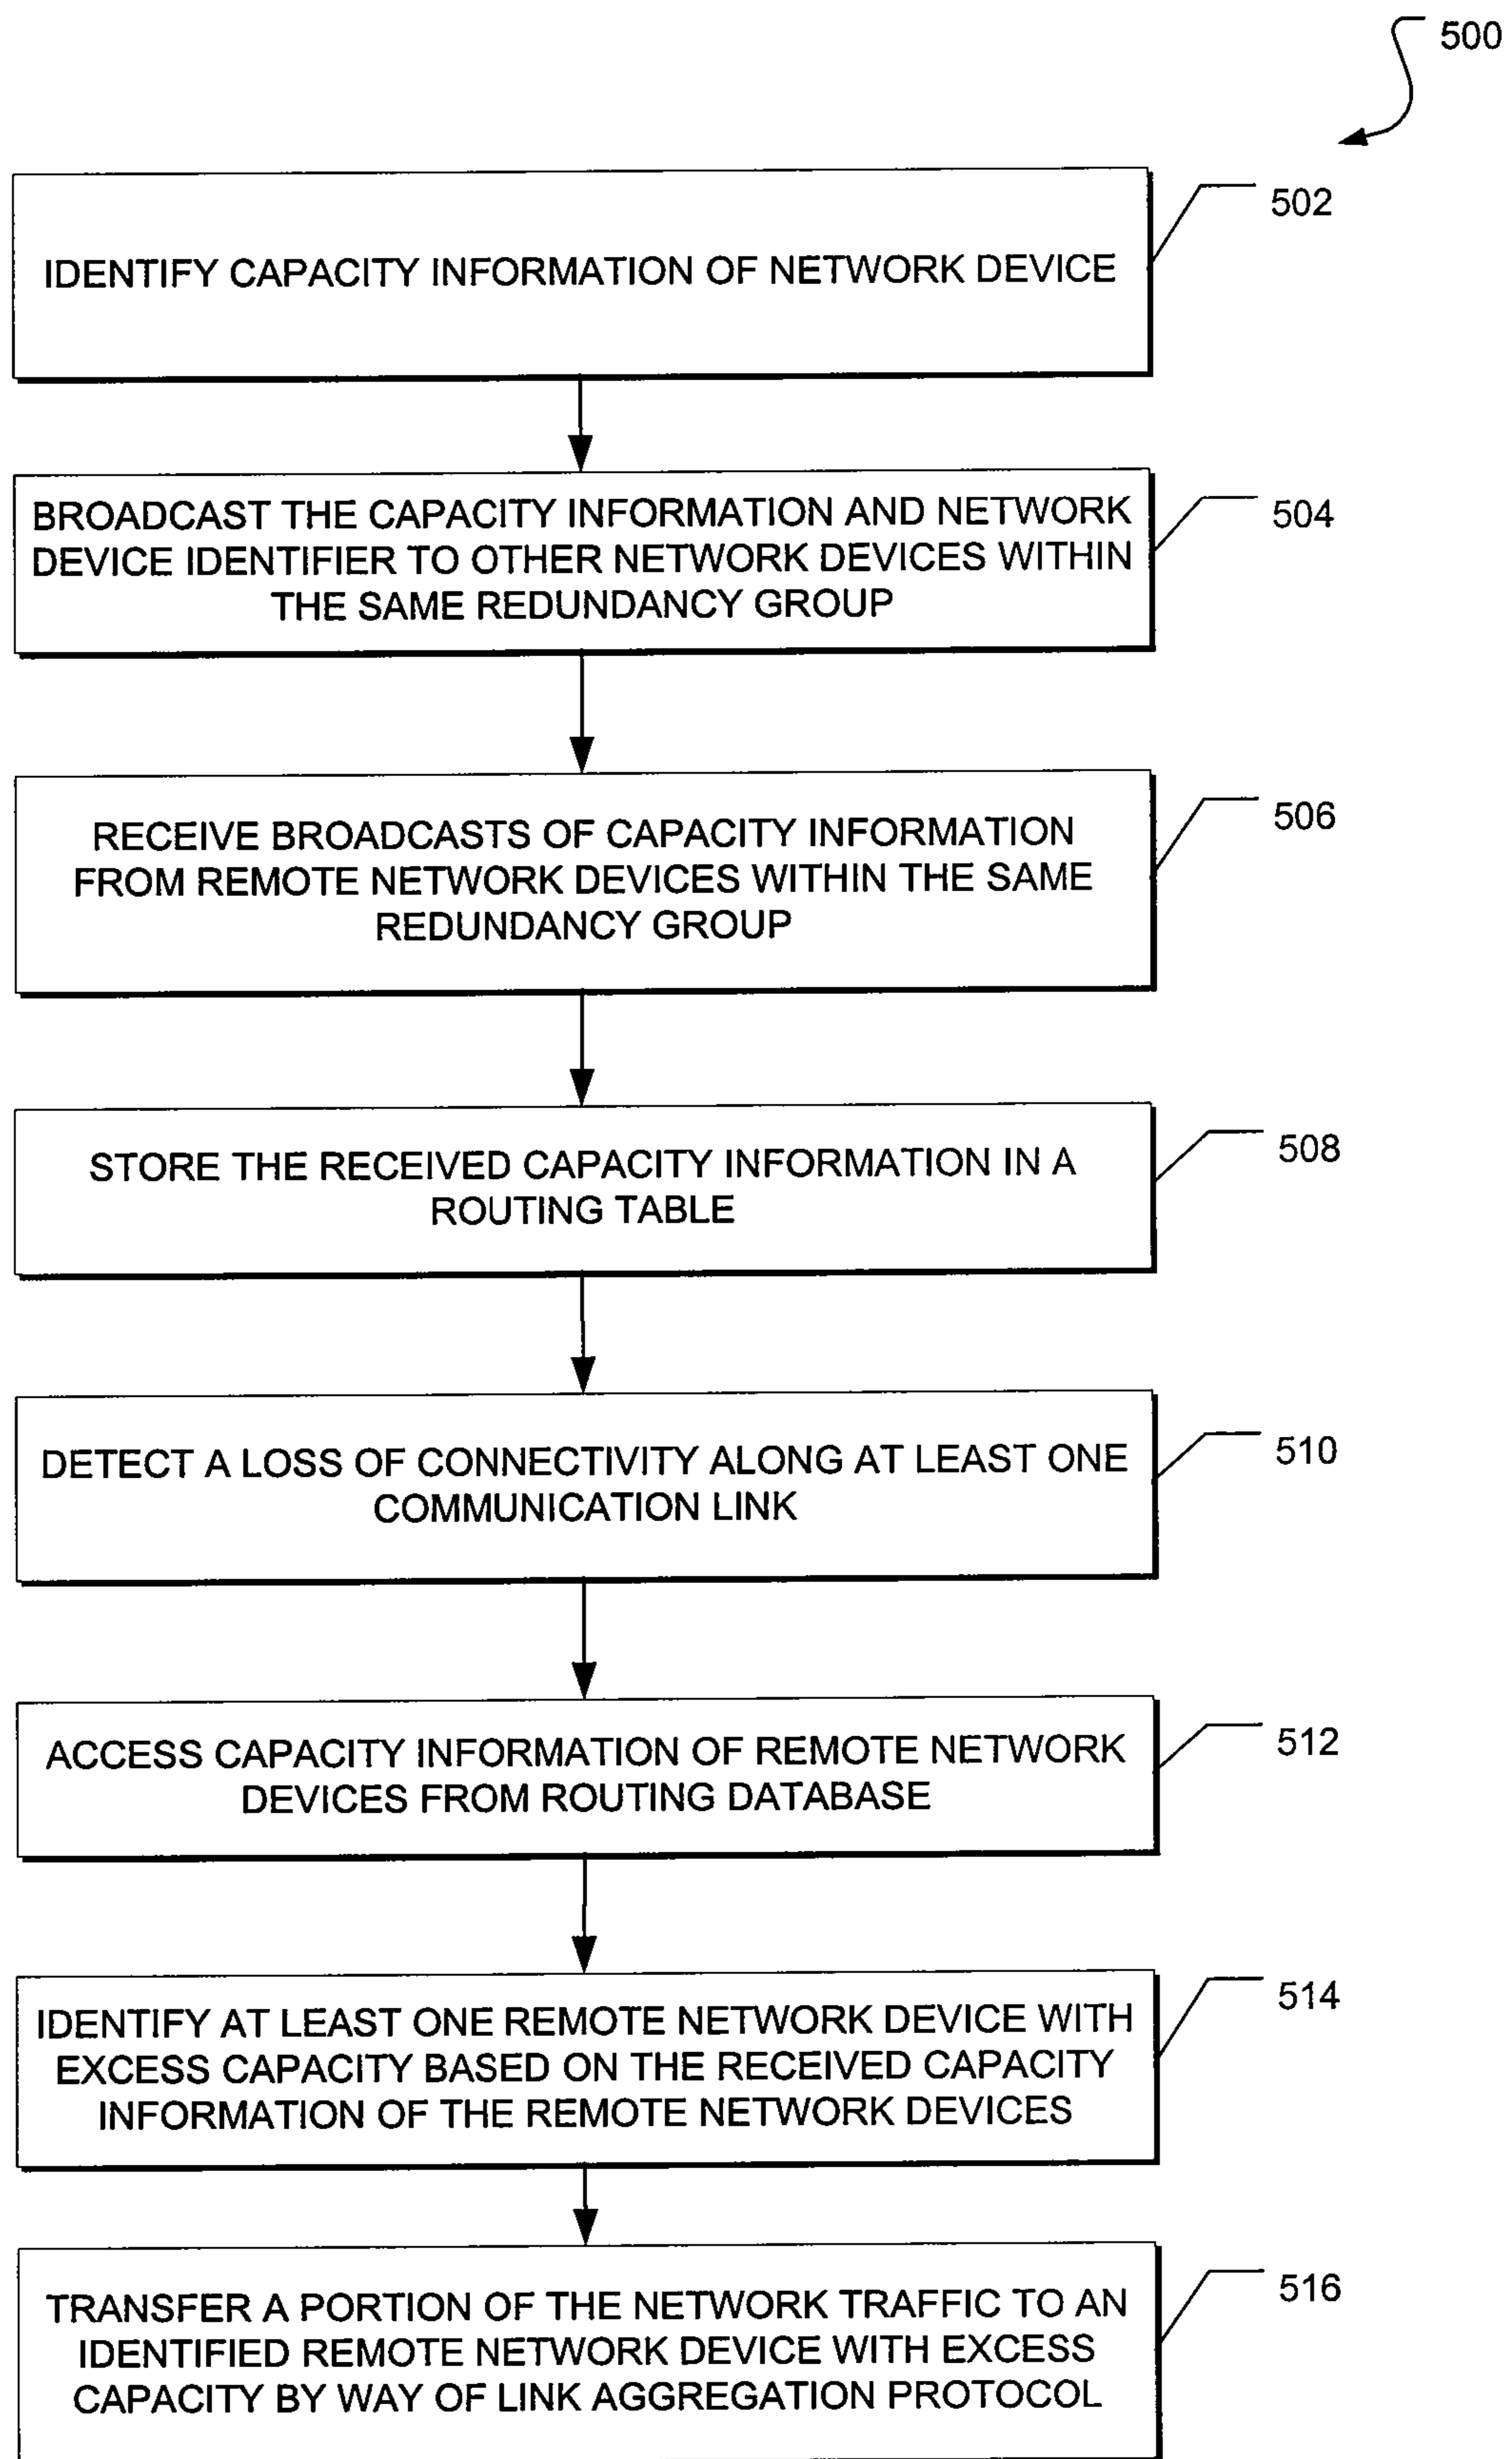 500
IDENTIFY CAPACITY INFORMATION OF NETWORK DEVICE
502
BROADCAST THE CAPACITY INFORMATION AND NETWORK
DEVICE IDENTIFIER TO OTHER NETWORK DEVICES WITHIN
THE SAME REDUNDANCY GROUP
504
RECEIVE BROADCASTS OF CAPACITY INFORMATION
FROM REMOTE NETWORK DEVICES WITHIN THE SAME
REDUNDANCY GROUP
506
STORE THE RECEIVED CAPACITY INFORMATION IN A
ROUTING TABLE
508
DETECT A LOSS OF CONNECTIVITY ALONG AT LEAST ONE
COMMUNICATION LINK
510
ACCESS CAPACITY INFORMATION OF REMOTE NETWORK
DEVICES FROM ROUTING DATABASE
512
IDENTIFY AT LEAST ONE REMOTE NETWORK DEVICE WITH
EXCESS CAPACITY BASED ON THE RECEIVED CAPACITY
INFORMATION OF THE REMOTE NETWORK DEVICES
514
TRANSFER A PORTION OF THE NETWORK TRAFFIC TO AN
IDENTIFIED REMOTE NETWORK DEVICE WITH EXCESS
CAPACITY BY WAY OF LINK AGGREGATION PROTOCOL
516